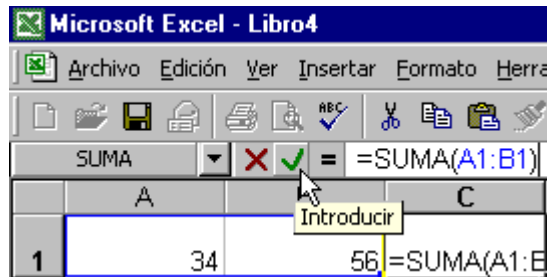 Microsoft Excel - Libro4
Archivo Edición Ver Insertar Formato Herra
ABC
SUMA = =SUMA(A1:B1)
A C
Introducir
1 34 56 =SUMA(A1:B